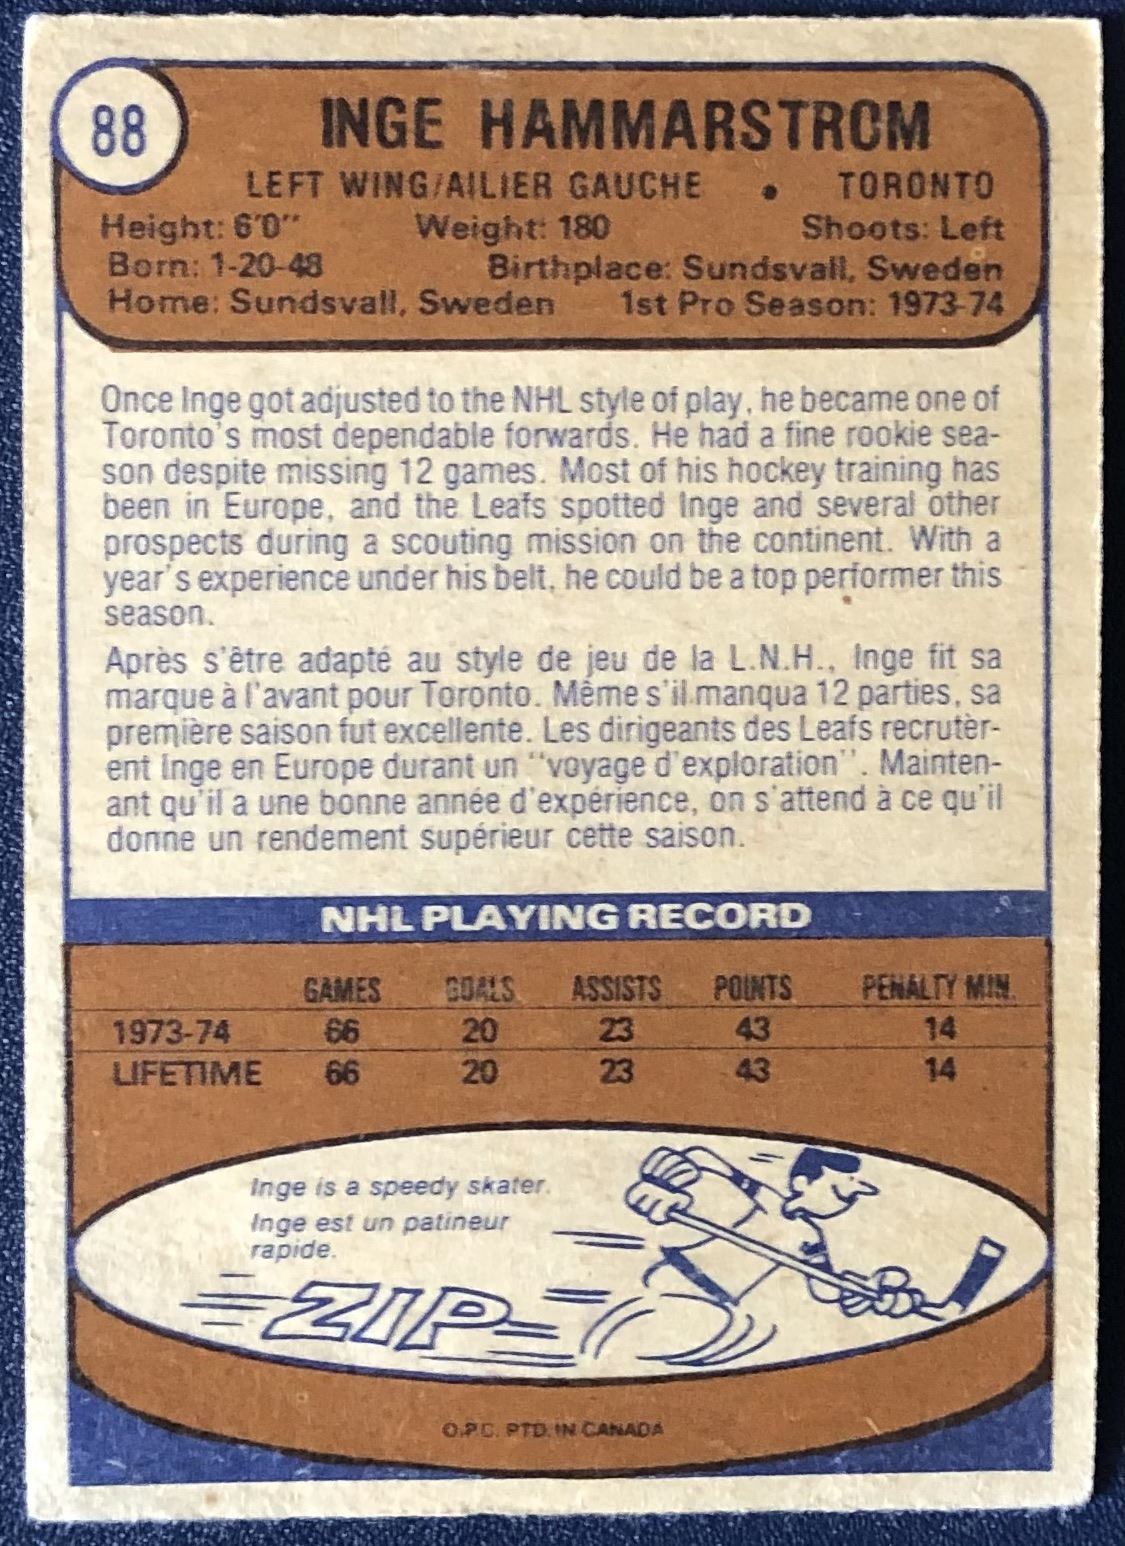 88
INGE HAMMARSTROM
LEFT WING/AILIER GAUCHE • TORONTO
Height: 6'0" Weight: 180 Shoots: Left
Born: 1-20-48 Birthplace: Sundsvall, Sweden
Home: Sundsvall, Sweden 1st Pro Season: 1973-74
Once Inge got adjusted to the NHL style of play, he became one of
Toronto's most dependable forwards. He had a fine rookie sea-
son despite missing 12 games. Most of his hockey training has
been in Europe, and the Leafs spotted Inge and several other
prospects during a scouting mission on the continent. With a
year's experience under his belt, he could be a top performer this
season.
Après s'être adapté au style de jeu de la L.N.H., Inge fit sa
marque à l'avant pour Toronto. Même s'il manqua 12 parties, sa
première saison fut excellente. Les dirigeants des Leafs recrutèr-
ent Inge en Europe durant un "voyage d'exploration". Mainten-
ant qu'il a une bonne année d'expérience, on s'attend à ce qu'il
donne un rendement supérieur cette saison.
NHL PLAYING RECORD
GAMES GOALS ASSISTS POINTS PENALTY MIN.
1973-74 66 20 23 43 14
LIFETIME 66 20 23 43 14
Inge is a speedy skater.
Inge est un patineur
rapide.
ZIP
O.P.C. PTD. IN CANADA